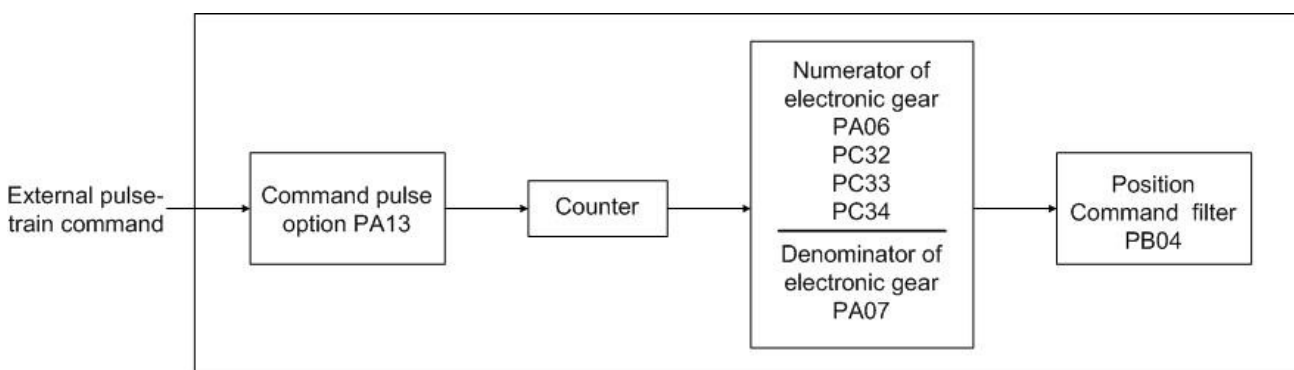 External pulse-
train command
Command pulse
option PA13
Counter
Numerator of
electronic gear
PA06
PC32
PC33
PC34
Denominator of
electronic gear
PA07
Position
Command filter
PB04